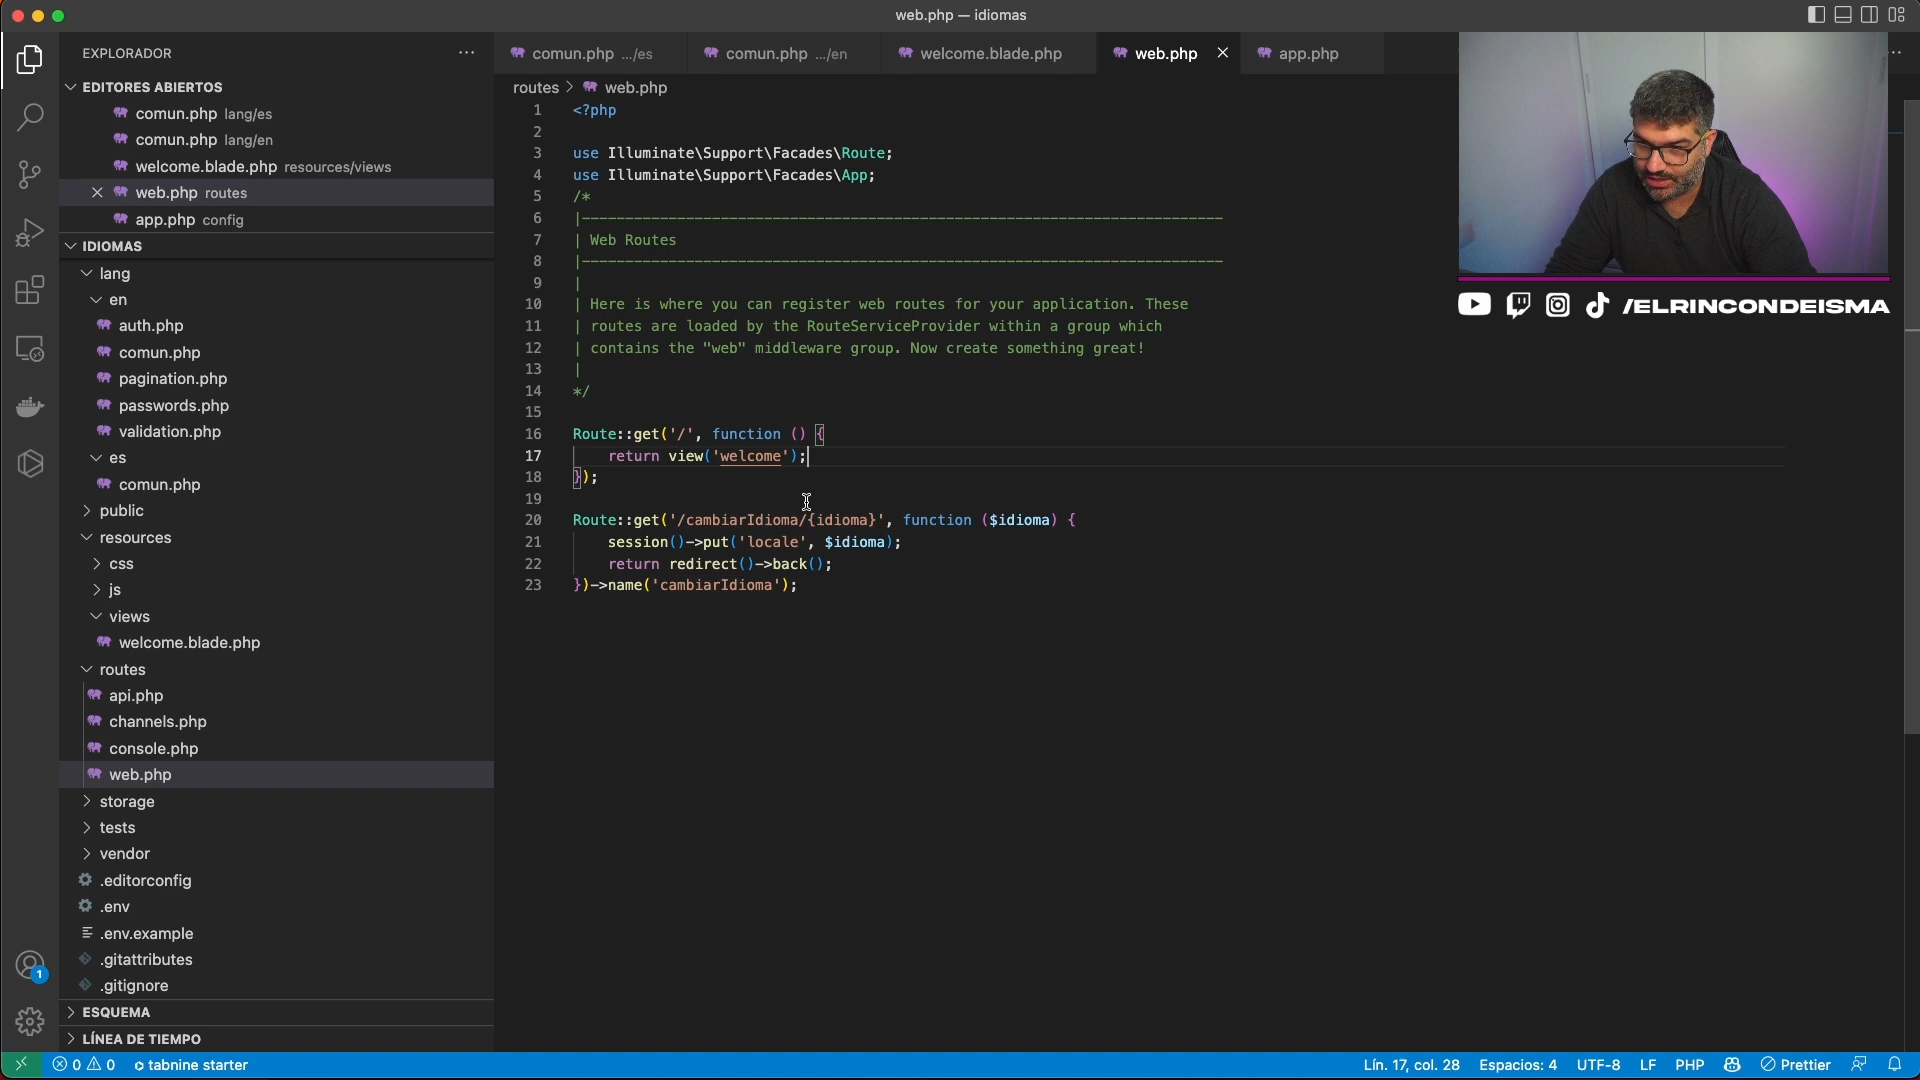 web.php — idiomas
EXPLORADOR
EDITORES ABIERTOS
comun.php lang/es
comun.php lang/en
welcome.blade.php resources/views
web.php routes
app.php config
IDIOMAS
lang
en
auth.php
comun.php
pagination.php
passwords.php
validation.php
es
comun.php
public
resources
css
js
views
welcome.blade.php
routes
api.php
channels.php
console.php
web.php
storage
tests
vendor
.editorconfig
.env
.env.example
.gitattributes
.gitignore
ESQUEMA
LÍNEA DE TIEMPO
comun.php .../es
comun.php .../en
welcome.blade.php
web.php
app.php
routes > web.php
1 <?php
2
3 use Illuminate\Support\Facades\Route;
4 use Illuminate\Support\Facades\App;
5 /*
6 |--------------------------------------------------------------------------
7 | Web Routes
8 |--------------------------------------------------------------------------
9 |
10 | Here is where you can register web routes for your application. These
11 | routes are loaded by the RouteServiceProvider within a group which
12 | contains the "web" middleware group. Now create something great!
13 |
14 */
15
16 Route::get('/', function () {
17 return view('welcome');
18 });
19
20 Route::get('/cambiarIdioma/{idioma}', function ($idioma) {
21 session()->put('locale', $idioma);
22 return redirect()->back();
23 })->name('cambiarIdioma');
/ELRINCONDEISMA
1
0 0 tabnine starter
Lín. 17, col. 28 Espacios: 4 UTF-8 LF PHP Prettier